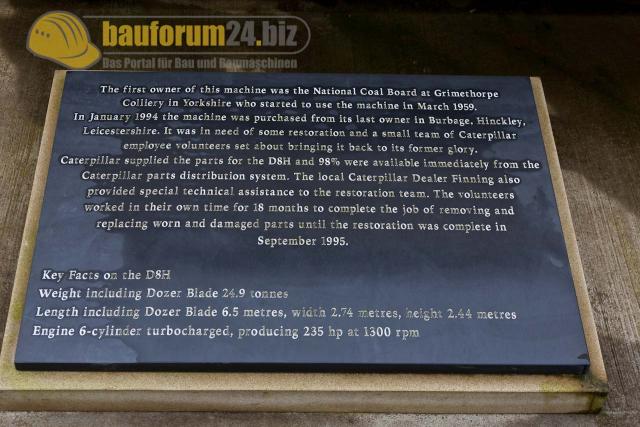 bauforum24.biz
Das Portal für Bau und Baumaschinen
The first owner of this machine was the National Coal Board at Grimethorpe
Colliery in Yorkshire who started to use the machine in March 1959.
In January 1994 the machine was purchased from its last owner in Burbage, Hinckley,
Leicestershire. It was in need of some restoration and a small team of Caterpillar
employee volunteers set about bringing it back to its former glory.
Caterpillar supplied the parts for the D8H and 98% were available immediately from the
Caterpillar parts distribution system. The local Caterpillar Dealer Finning also
provided special technical assistance to the restoration team. The volunteers
worked in their own time for 18 months to complete the job of removing and
replacing worn and damaged parts until the restoration was complete in
September 1995.
Key Facts on the D8H
Weight including Dozer Blade 24.9 tonnes
Length including Dozer Blade 6.5 metres, width 2.74 metres, height 2.44 metres
Engine 6-cylinder turbocharged, producing 235 hp at 1300 rpm